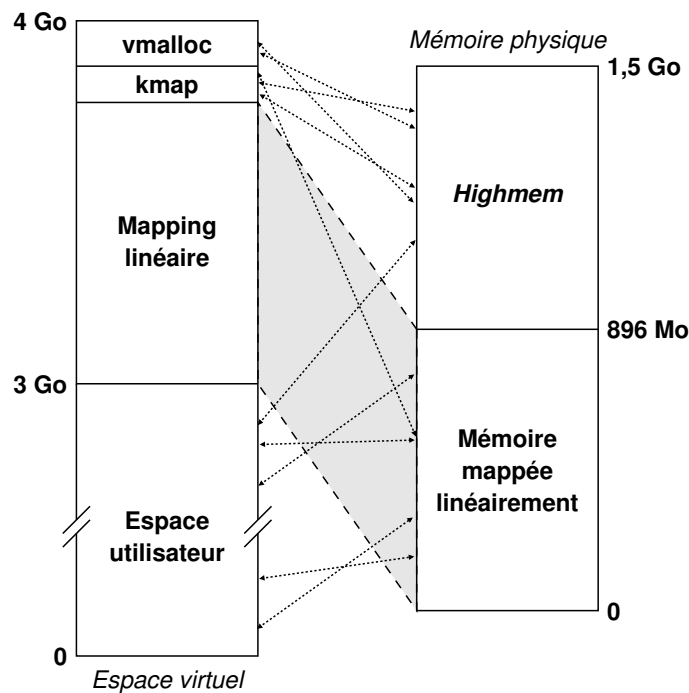 4 Go
vmalloc
kmap
Mapping
linéaire
3 Go
Espace
utilisateur
0
Espace virtuel
Mémoire physique
1,5 Go
Highmem
896 Mo
Mémoire
mappée
linéairement
0